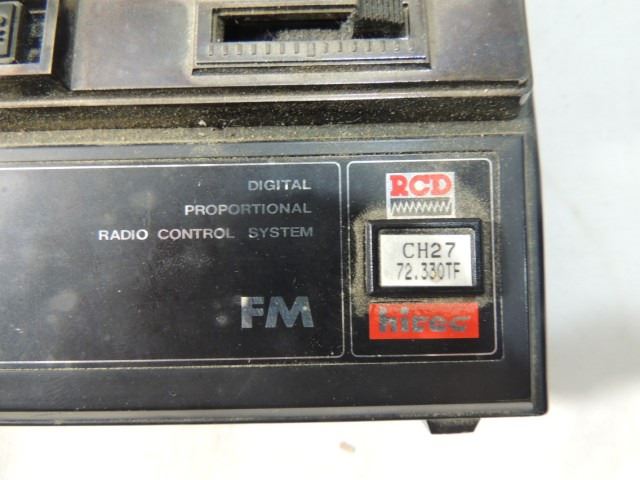 DIGITAL
PROPORTIONAL
RADIO CONTROL SYSTEM
FM
RCD
CH27
72.330TF
hitec